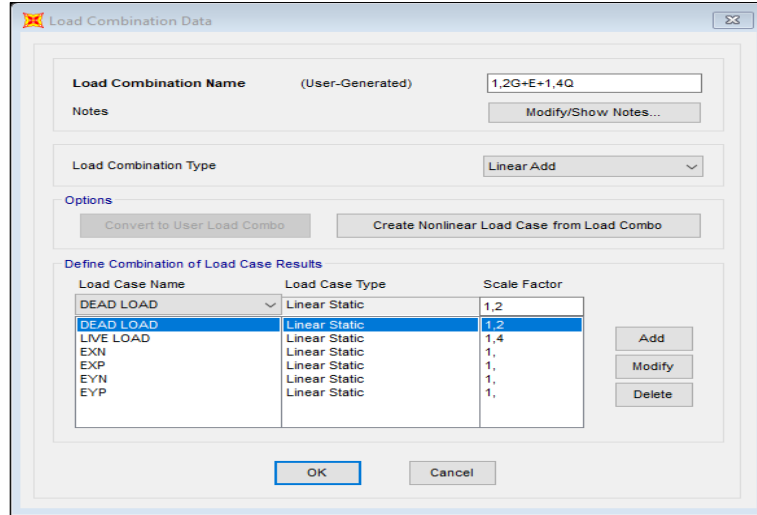 Load Combination Data
Load Combination Name (User-Generated) 1,2G+E+1,4Q
Notes Modify/Show Notes...
Load Combination Type Linear Add
Options
Convert to User Load Combo Create Nonlinear Load Case from Load Combo
Define Combination of Load Case Results
Load Case Name Load Case Type Scale Factor
DEAD LOAD Linear Static 1,2
DEAD LOAD Linear Static 1,2
LIVE LOAD Linear Static 1,4
EXN Linear Static 1,
EXP Linear Static 1,
EYN Linear Static 1,
EYP Linear Static 1,
Add
Modify
Delete
OK Cancel